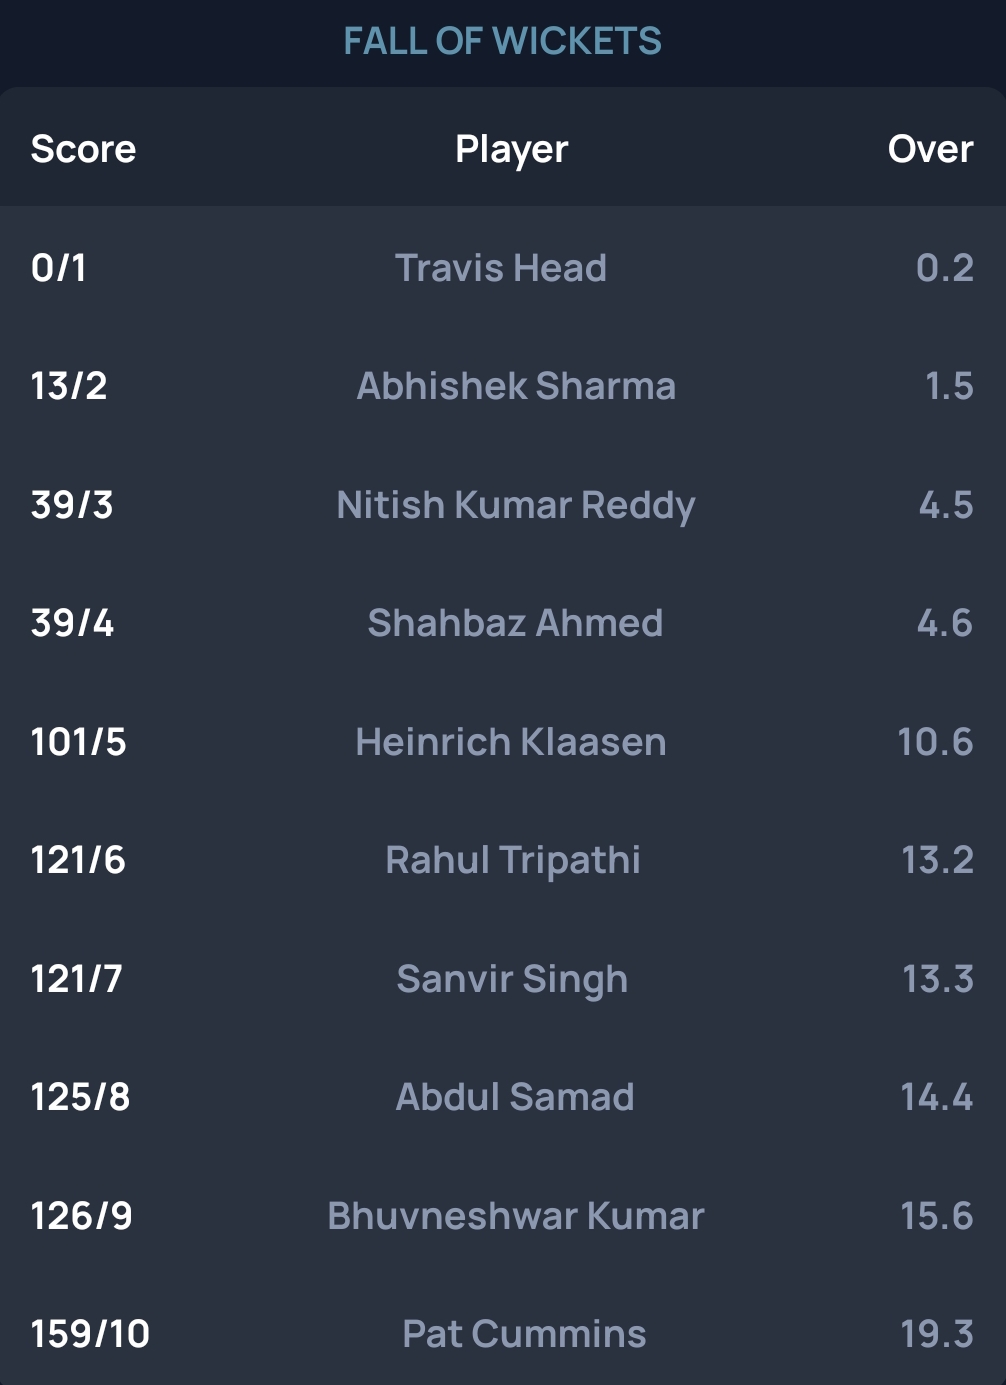 FALL OF WICKETS
Score Player Over
0/1 Travis Head 0.2
13/2 Abhishek Sharma 1.5
39/3 Nitish Kumar Reddy 4.5
39/4 Shahbaz Ahmed 4.6
101/5 Heinrich Klaasen 10.6
121/6 Rahul Tripathi 13.2
121/7 Sanvir Singh 13.3
125/8 Abdul Samad 14.4
126/9 Bhuvneshwar Kumar 15.6
159/10 Pat Cummins 19.3